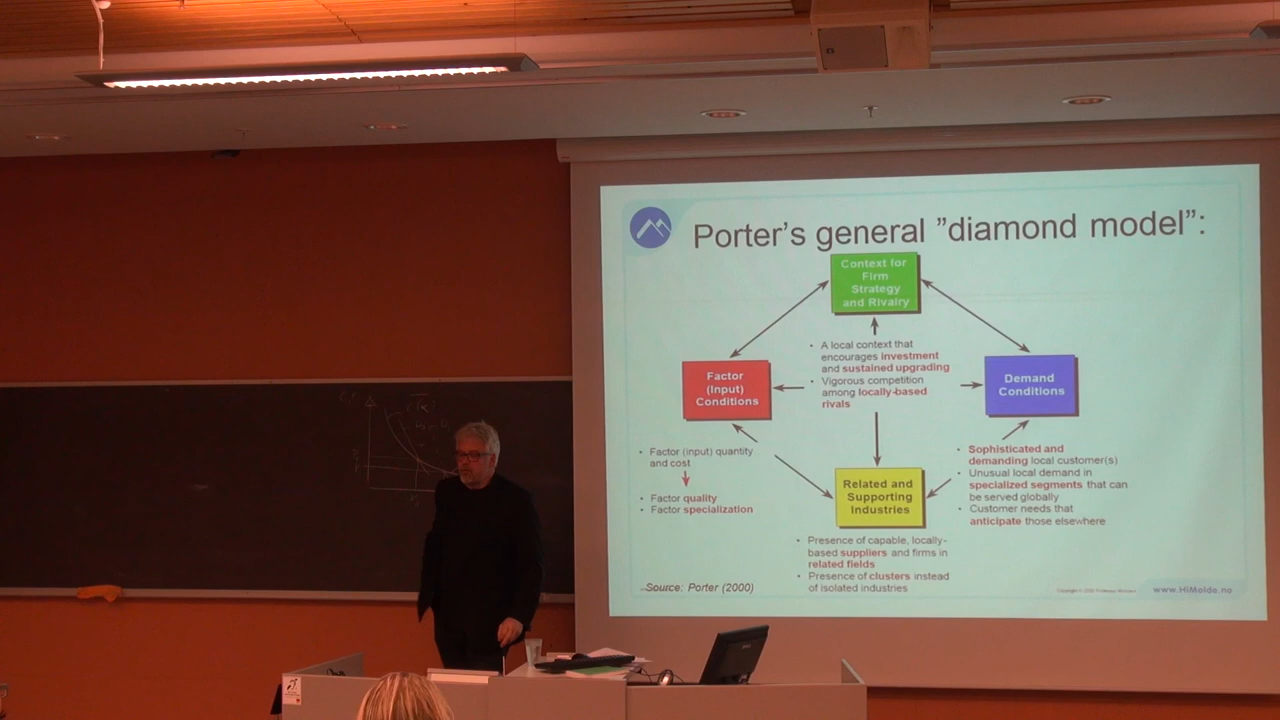 Porter's general "diamond model":
Context for
Firm
Strategy
and Rivalry
• A local context that
encourages investment
and sustained upgrading
• Vigorous competition
among locally-based
rivals
Factor
(Input)
Conditions
Demand
Conditions
• Factor (input) quantity
and cost
• Factor quality
• Factor specialization
• Sophisticated and
demanding local customer(s)
• Unusual local demand in
specialized segments that can
be served globally
• Customer needs that
anticipate those elsewhere
Related and
Supporting
Industries
• Presence of capable, locally-
based suppliers and firms in
related fields
• Presence of clusters instead
of isolated industries
Source: Porter (2000)
www.HiMolde.no